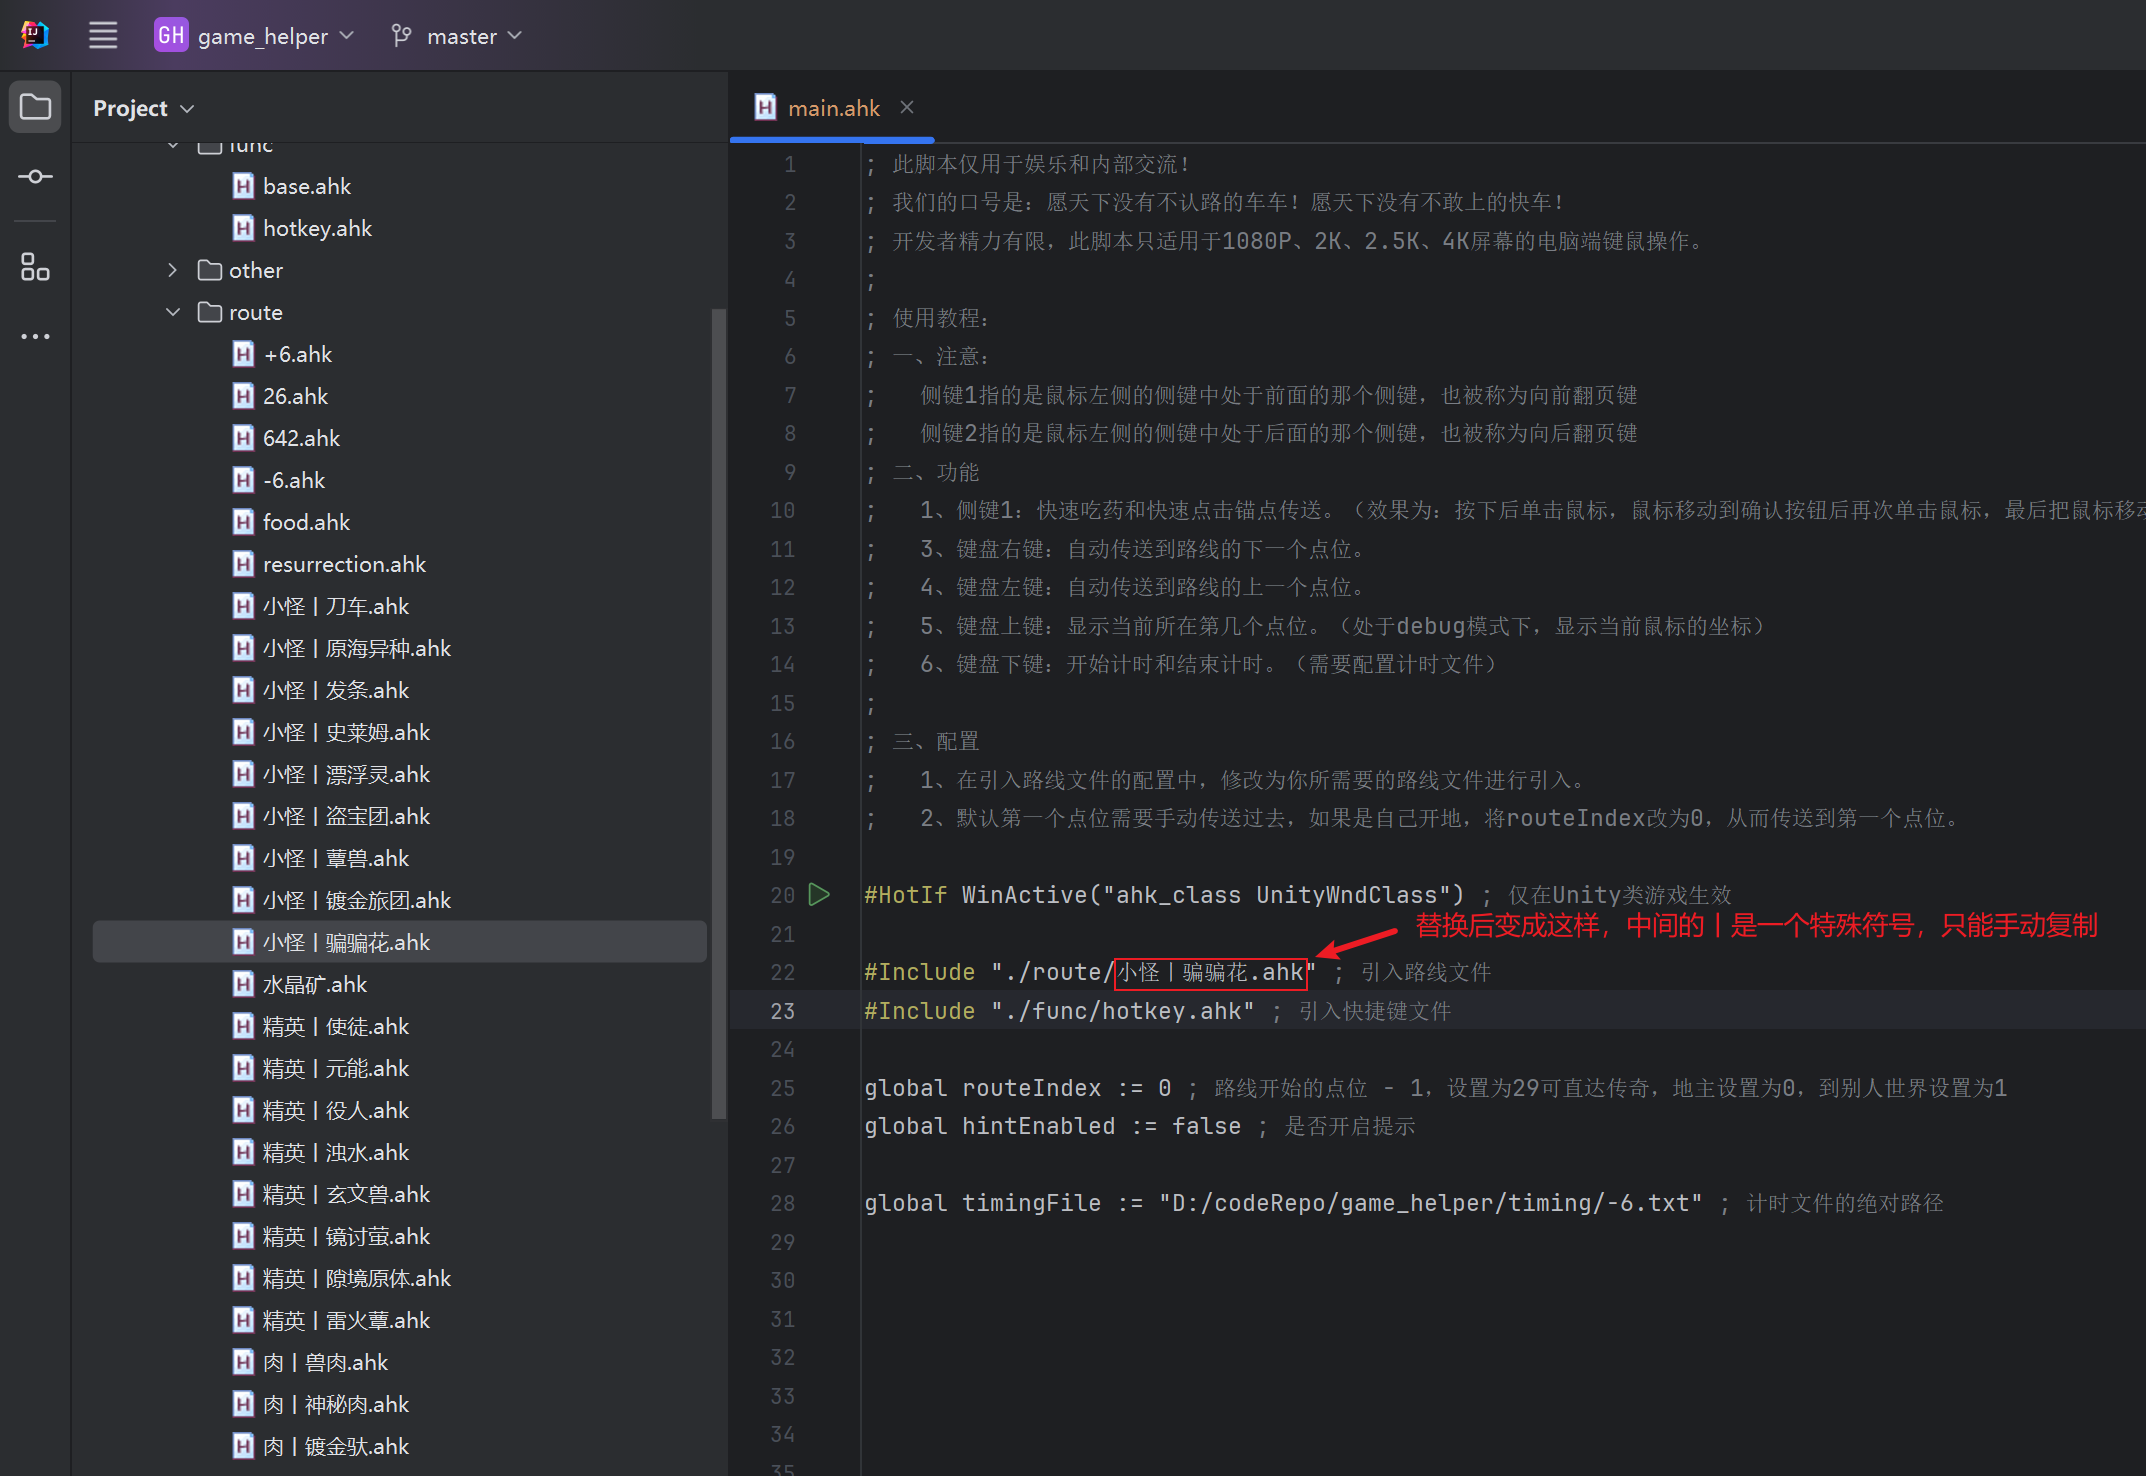 GH game_helper master
Project
main.ahk
func
base.ahk
hotkey.ahk
other
route
+6.ahk
26.ahk
642.ahk
-6.ahk
food.ahk
resurrection.ahk
小怪丨刀车.ahk
小怪丨原海异种.ahk
小怪丨发条.ahk
小怪丨史莱姆.ahk
小怪丨漂浮灵.ahk
小怪丨盗宝团.ahk
小怪丨蕈兽.ahk
小怪丨镀金旅团.ahk
小怪丨骗骗花.ahk
水晶矿.ahk
精英丨使徒.ahk
精英丨元能.ahk
精英丨役人.ahk
精英丨浊水.ahk
精英丨玄文兽.ahk
精英丨镜讨萤.ahk
精英丨隙境原体.ahk
精英丨雷火蕈.ahk
肉丨兽肉.ahk
肉丨神秘肉.ahk
肉丨镀金驮.ahk
1 ; 此脚本仅用于娱乐和内部交流！
2 ; 我们的口号是：愿天下没有不认路的车车！愿天下没有不敢上的快车！
3 ; 开发者精力有限，此脚本只适用于1080P、2K、2.5K、4K屏幕的电脑端键鼠操作。
4 ;
5 ; 使用教程：
6 ; 一、注意：
7 ;   侧键1指的是鼠标左侧的侧键中处于前面的那个侧键，也被称为向前翻页键
8 ;   侧键2指的是鼠标左侧的侧键中处于后面的那个侧键，也被称为向后翻页键
9 ; 二、功能
10 ;   1、侧键1：快速吃药和快速点击锚点传送。（效果为：按下后单击鼠标，鼠标移动到确认按钮后再次单击鼠标，最后把鼠标移动
11 ;   3、键盘右键：自动传送到路线的下一个点位。
12 ;   4、键盘左键：自动传送到路线的上一个点位。
13 ;   5、键盘上键：显示当前所在第几个点位。（处于debug模式下，显示当前鼠标的坐标）
14 ;   6、键盘下键：开始计时和结束计时。（需要配置计时文件）
15 ;
16 ; 三、配置
17 ;   1、在引入路线文件的配置中，修改为你所需要的路线文件进行引入。
18 ;   2、默认第一个点位需要手动传送过去，如果是自己开地，将routeIndex改为0，从而传送到第一个点位。
19
20 #HotIf WinActive("ahk_class UnityWndClass") ; 仅在Unity类游戏生效
21 替换后变成这样，中间的丨是一个特殊符号，只能手动复制
22 #Include "./route/小怪丨骗骗花.ahk" ; 引入路线文件
23 #Include "./func/hotkey.ahk" ; 引入快捷键文件
24
25 global routeIndex := 0 ; 路线开始的点位 - 1，设置为29可直达传奇，地主设置为0，到别人世界设置为1
26 global hintEnabled := false ; 是否开启提示
27
28 global timingFile := "D:/codeRepo/game_helper/timing/-6.txt" ; 计时文件的绝对路径
29
30
31
32
33
34
35